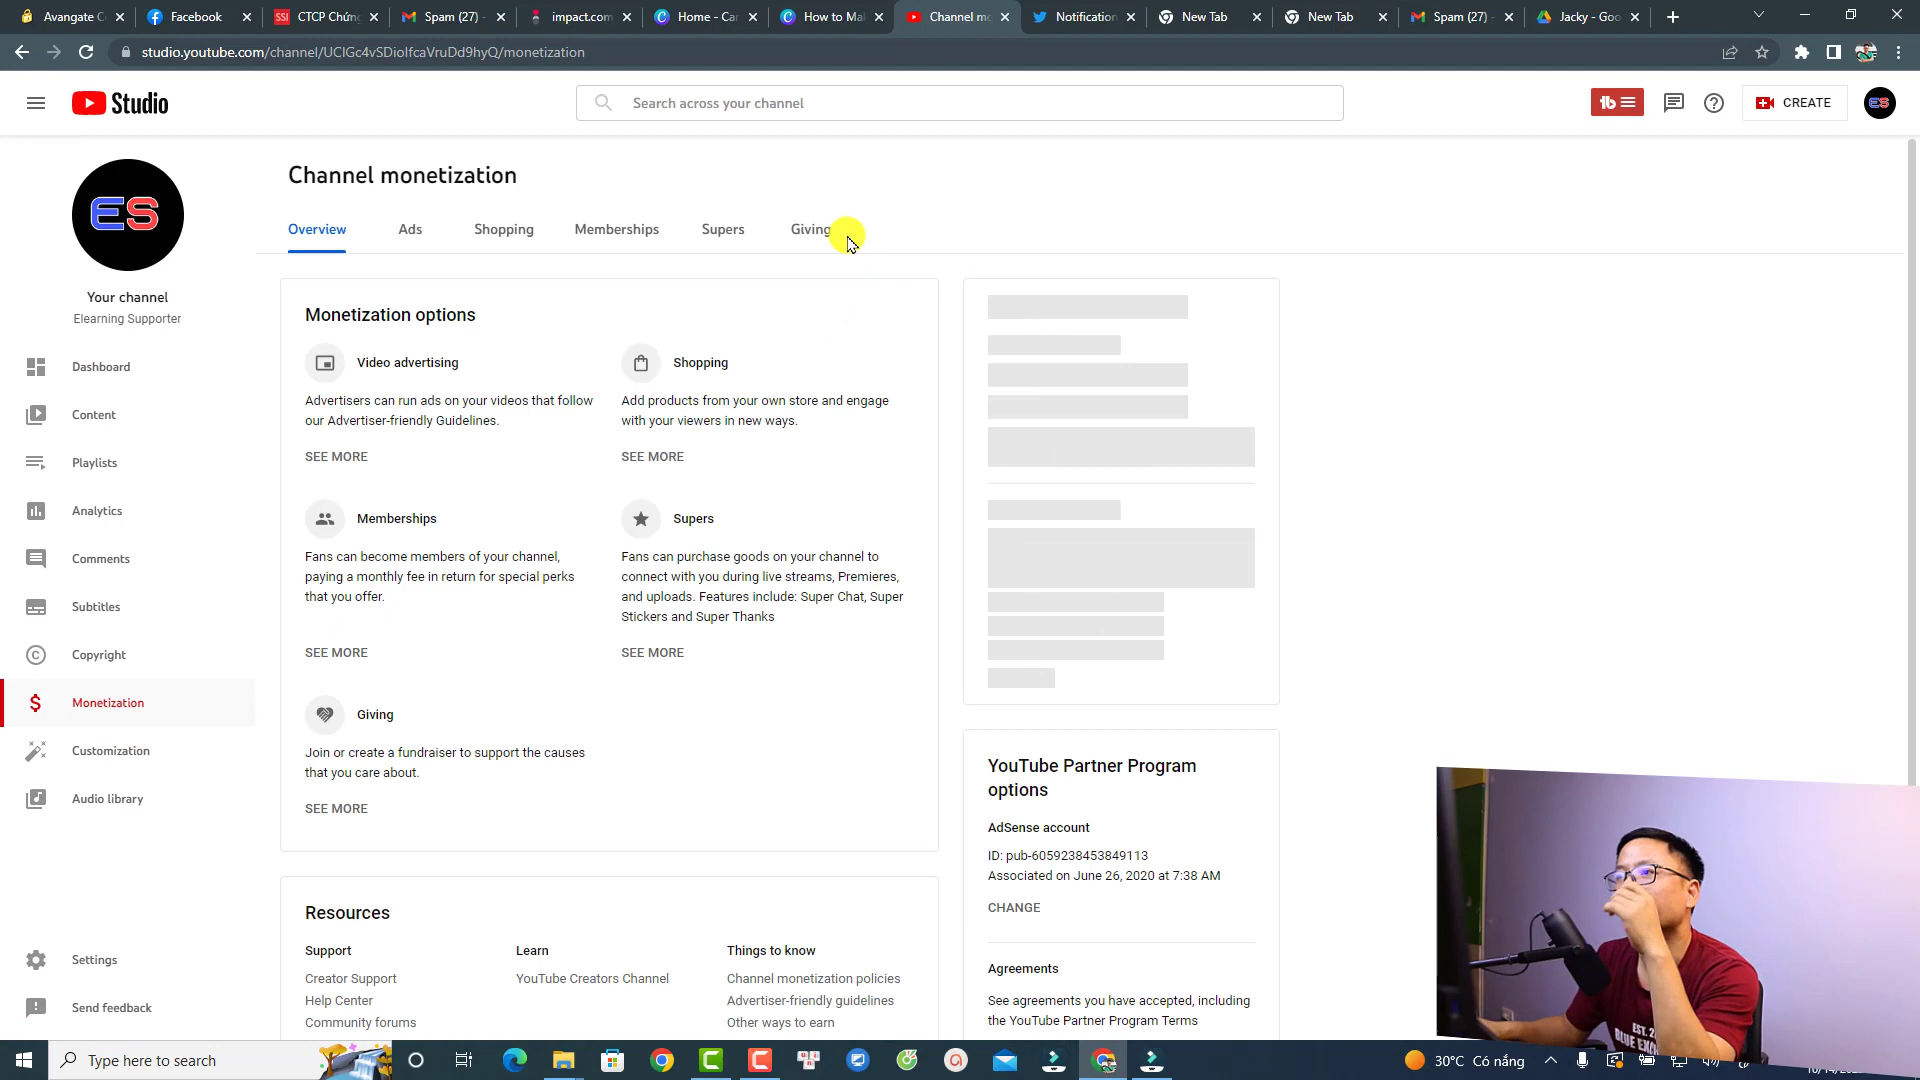 Avangate C
Facebook
CTCP Chứng
Spam (27)
impact.com
Home - Can
How to Mal
Channel mo
Notification
New Tab
New Tab
Spam (27)
Jacky - Goo
studio.youtube.com/channel/UCIGc4vSDioIfcaVruDd9hyQ/monetization
Studio
Search across your channel
CREATE
ES
ES
Your channel
Elearning Supporter
Dashboard
Content
Playlists
Analytics
Comments
Subtitles
Copyright
Monetization
Customization
Audio library
Settings
Send feedback
Channel monetization
Overview
Ads
Shopping
Memberships
Supers
Giving
Monetization options
Video advertising
Advertisers can run ads on your videos that follow
our Advertiser-friendly Guidelines.
SEE MORE
Shopping
Add products from your own store and engage
with your viewers in new ways.
SEE MORE
Memberships
Fans can become members of your channel,
paying a monthly fee in return for special perks
that you offer.
SEE MORE
Supers
Fans can purchase goods on your channel to
connect with you during live streams, Premieres,
and uploads. Features include: Super Chat, Super
Stickers and Super Thanks
SEE MORE
Giving
Join or create a fundraiser to support the causes
that you care about.
SEE MORE
Resources
Support
Creator Support
Help Center
Community forums
Learn
YouTube Creators Channel
Things to know
Channel monetization policies
Advertiser-friendly guidelines
Other ways to earn
YouTube Partner Program
options
AdSense account
ID: pub-6059238453849113
Associated on June 26, 2020 at 7:38 AM
CHANGE
Agreements
See agreements you have accepted, including
the YouTube Partner Program Terms
Type here to search
30°C Có nắng